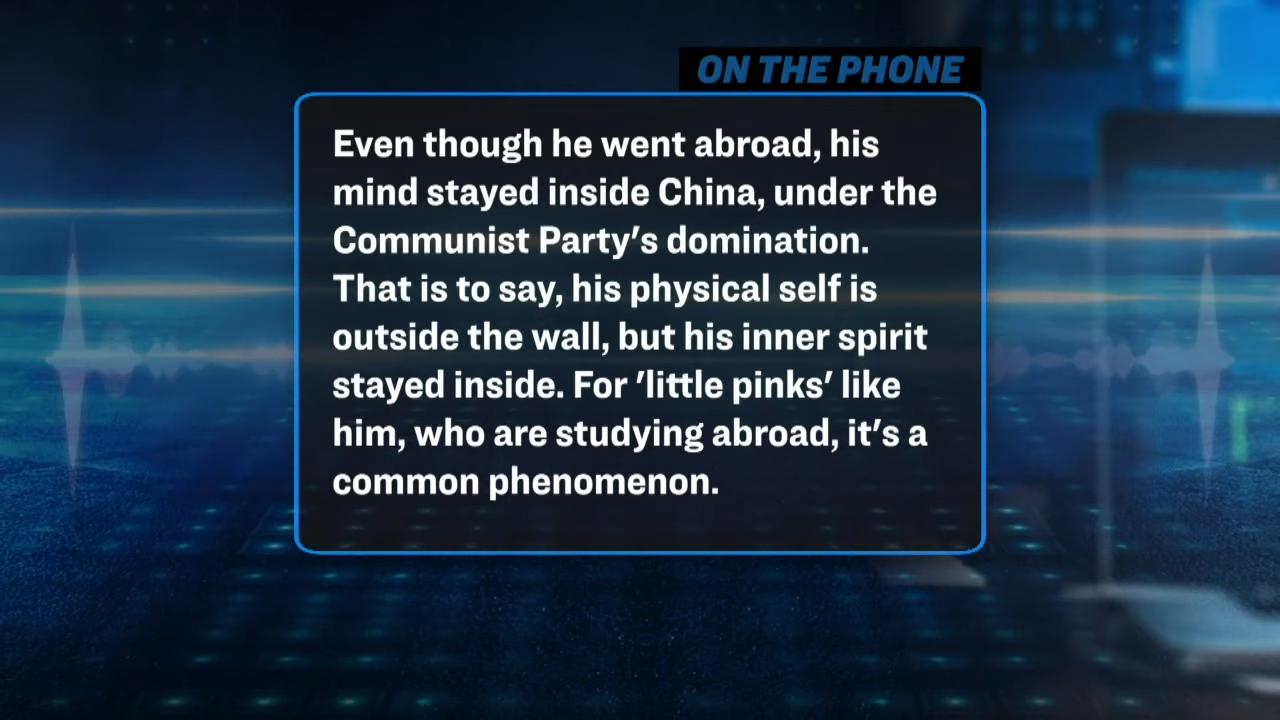 ON THE PHONE
Even though he went abroad, his
mind stayed inside China, under the
Communist Party's domination.
That is to say, his physical self is
outside the wall, but his inner spirit
stayed inside. For 'little pinks' like
him, who are studying abroad, it's a
common phenomenon.